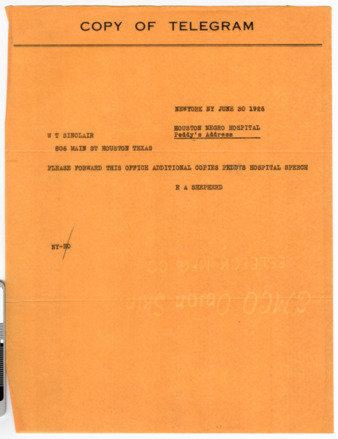 COPY OF TELEGRAM
NEWYORK NY JUNE 20 1926
HOUSTON NEGRO HOSPITAL
Peddy's Address
W T SINCLAIR
806 MAIN ST HOUSTON TEXAS
PLEASE FORWARD THIS OFFICE ADDITIONAL COPIES PEDDYS HOSPITAL SPEECH
R A SHEPHERD
NY-20